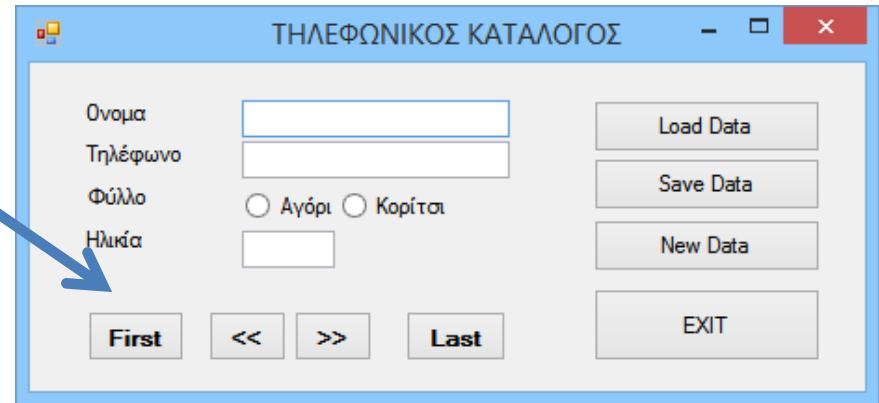 ΤΗΛΕΦΩΝΙΚΟΣ ΚΑΤΑΛΟΓΟΣ
Ονομα
Τηλέφωνο
Φύλλο
Αγόρι Κορίτσι
Ηλικία
First << >> Last
Load Data
Save Data
New Data
EXIT